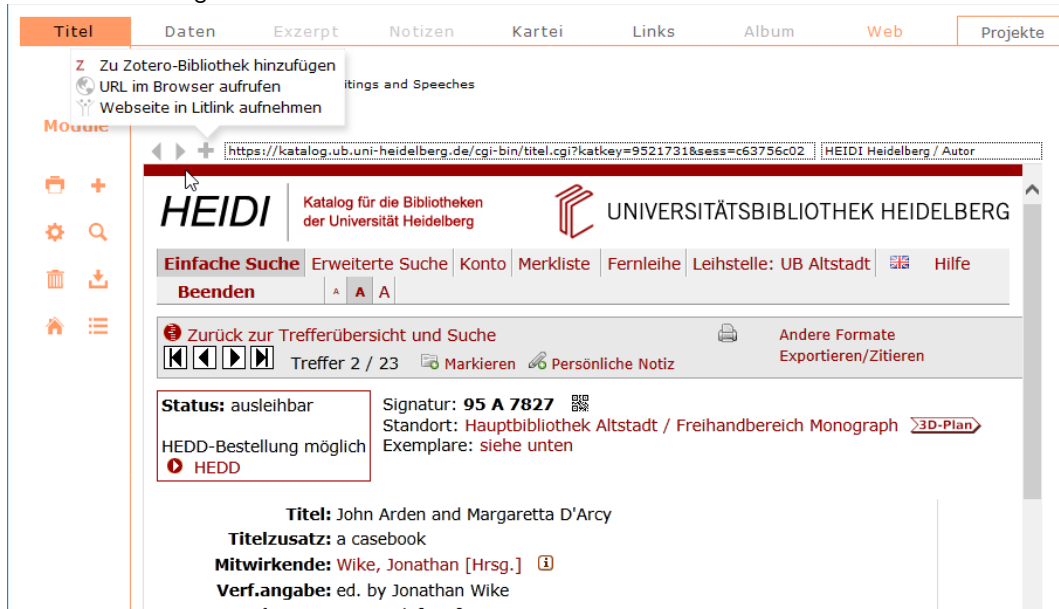 Titel Daten Exzerpt Notizen Kartei Links Album Web Projekte
Z Zu Zotero-Bibliothek hinzufügen
URL im Browser aufrufen
itings and Speeches
Webseite in Litlink aufnehmen
Module
https://katalog.ub.uni-heidelberg.de/cgi-bin/titel.cgi?katkey=9521731&sess=c63756c02 HEIDI Heidelberg / Autor
HEIDI
Katalog für die Bibliotheken
der Universität Heidelberg
UNIVERSITÄTSBIBLIOTHEK HEIDELBERG
Einfache Suche Erweiterte Suche Konto Merkliste Fernleihe Leihstelle: UB Altstadt Hilfe
Beenden A A A
Zurück zur Trefferübersicht und Suche
Andere Formate
Treffer 2 / 23 Markieren Persönliche Notiz
Exportieren/Zitieren
Status: ausleihbar
HEDD-Bestellung möglich
HEDD
Signatur: 95 A 7827
Standort: Hauptbibliothek Altstadt / Freihandbereich Monograph 3D-Plan
Exemplare: siehe unten
Titel: John Arden and Margaretta D'Arcy
Titelzusatz: a casebook
Mitwirkende: Wike, Jonathan [Hrsg.]
Verf.angabe: ed. by Jonathan Wike